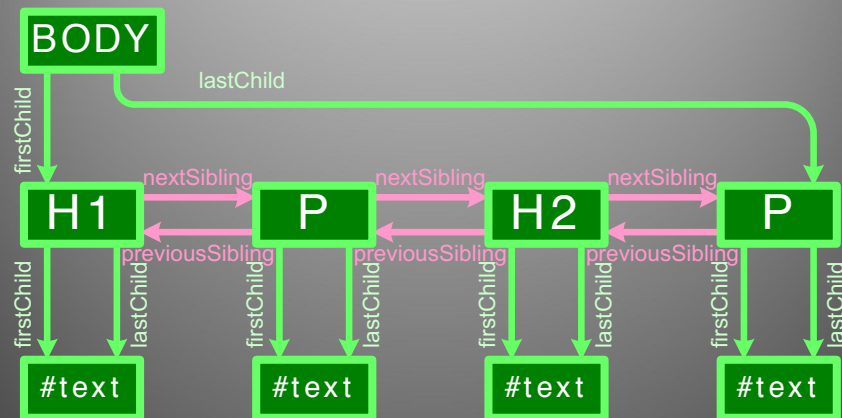 BODY
lastChild
firstChild
nextSibling nextSibling nextSibling
H1 P H2 P
previousSibling previousSibling previousSibling
firstChild lastChild firstChild lastChild firstChild lastChild firstChild lastChild
#text #text #text #text